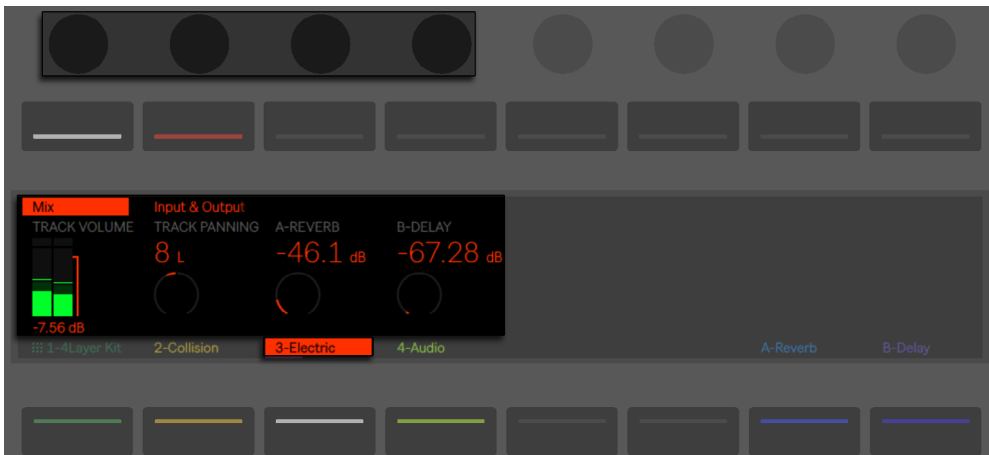 Mix Input & Output
TRACK VOLUME TRACK PANNING A-REVERB B-DELAY
8 L -46.1 dB -67.28 dB
-7.56 dB
1-4Layer Kit 2-Collision 3-Electric 4-Audio A-Reverb B-Delay